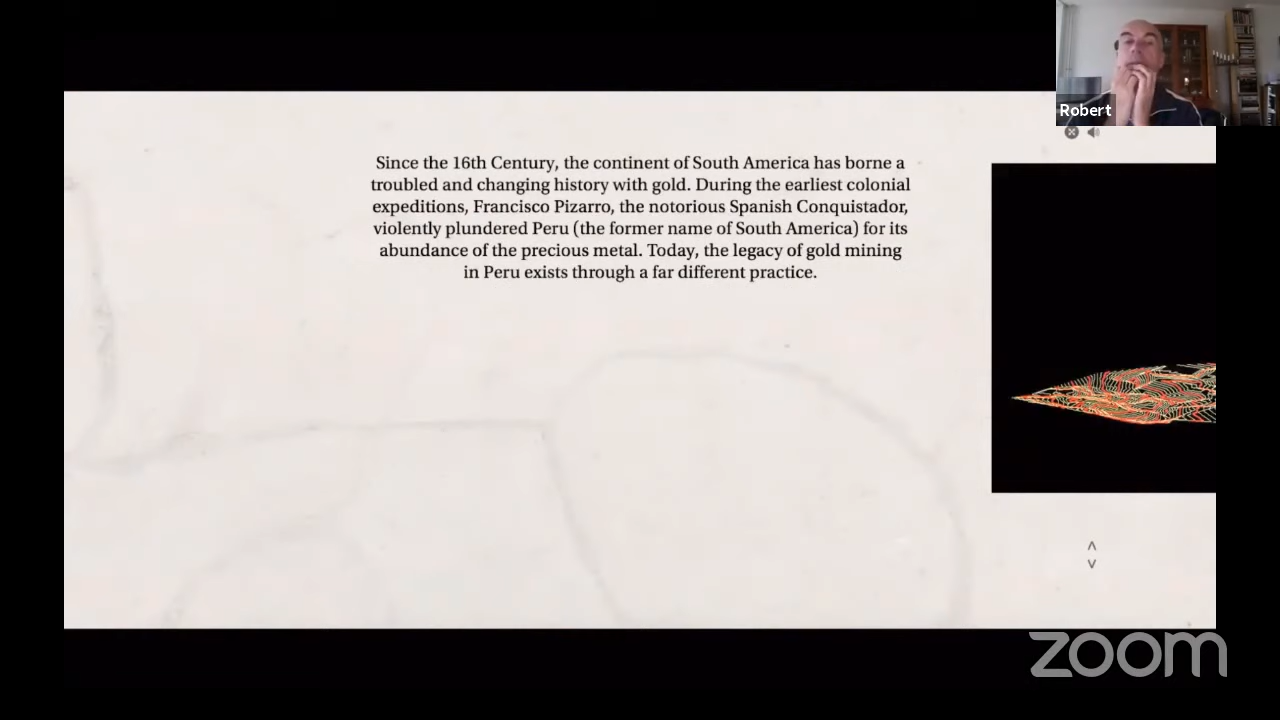 Robert
Since the 16th Century, the continent of South America has borne a
troubled and changing history with gold. During the earliest colonial
expeditions, Francisco Pizarro, the notorious Spanish Conquistador,
violently plundered Peru (the former name of South America) for its
abundance of the precious metal. Today, the legacy of gold mining
in Peru exists through a far different practice.
zoom